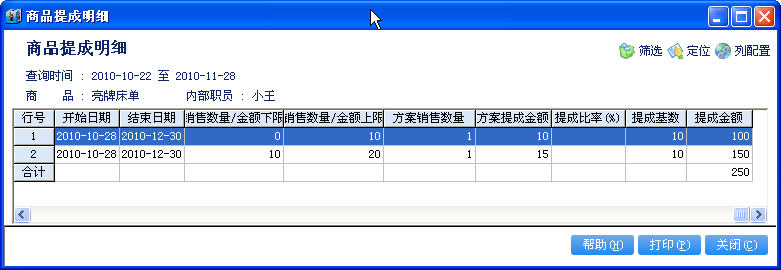 商品提成明细
商品提成明细
筛选 定位 列配置
查询时间 : 2010-10-22 至 2010-11-28
商 品 : 亮牌床单 内部职员 : 小王
行号 开始日期 结束日期 销售数量/金额下限 销售数量/金额上限 方案销售数量 方案提成金额 提成比率(%) 提成基数 提成金额
1 2010-10-28 2010-12-30 0 10 1 10 10 100
2 2010-10-28 2010-12-30 10 20 1 15 10 150
合计 250
帮助(H) 打印(P) 关闭(C)